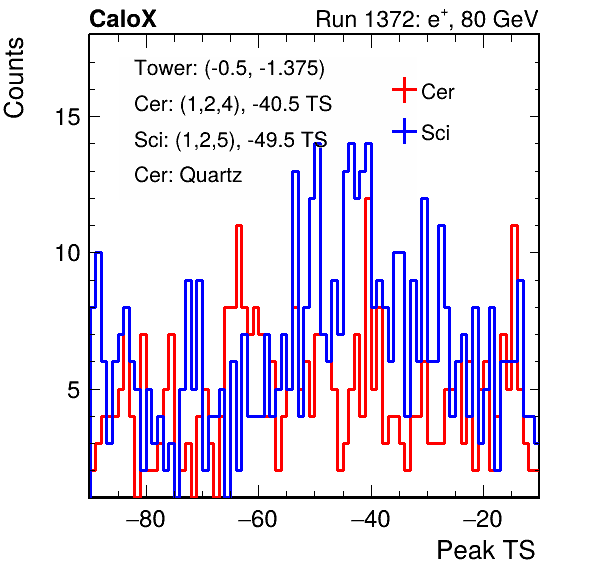 CaloX Run 1372: e⁺, 80 GeV
Counts
Tower: (-0.5, -1.375)
Cer: (1,2,4), -40.5 TS
Sci: (1,2,5), -49.5 TS
Cer: Quartz
Cer
Sci
15
10
5
−80 −60 −40 −20
Peak TS